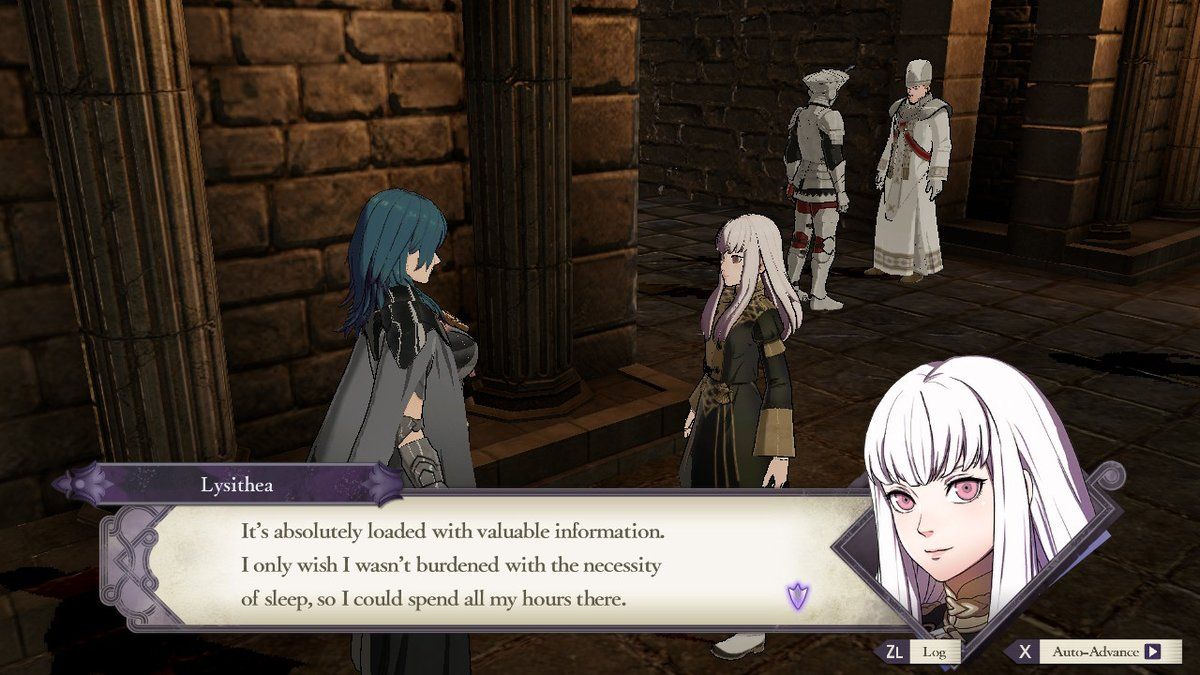 Lysithea
It's absolutely loaded with valuable information.
I only wish I wasn't burdened with the necessity
of sleep, so I could spend all my hours there.
ZL Log X Auto-Advance